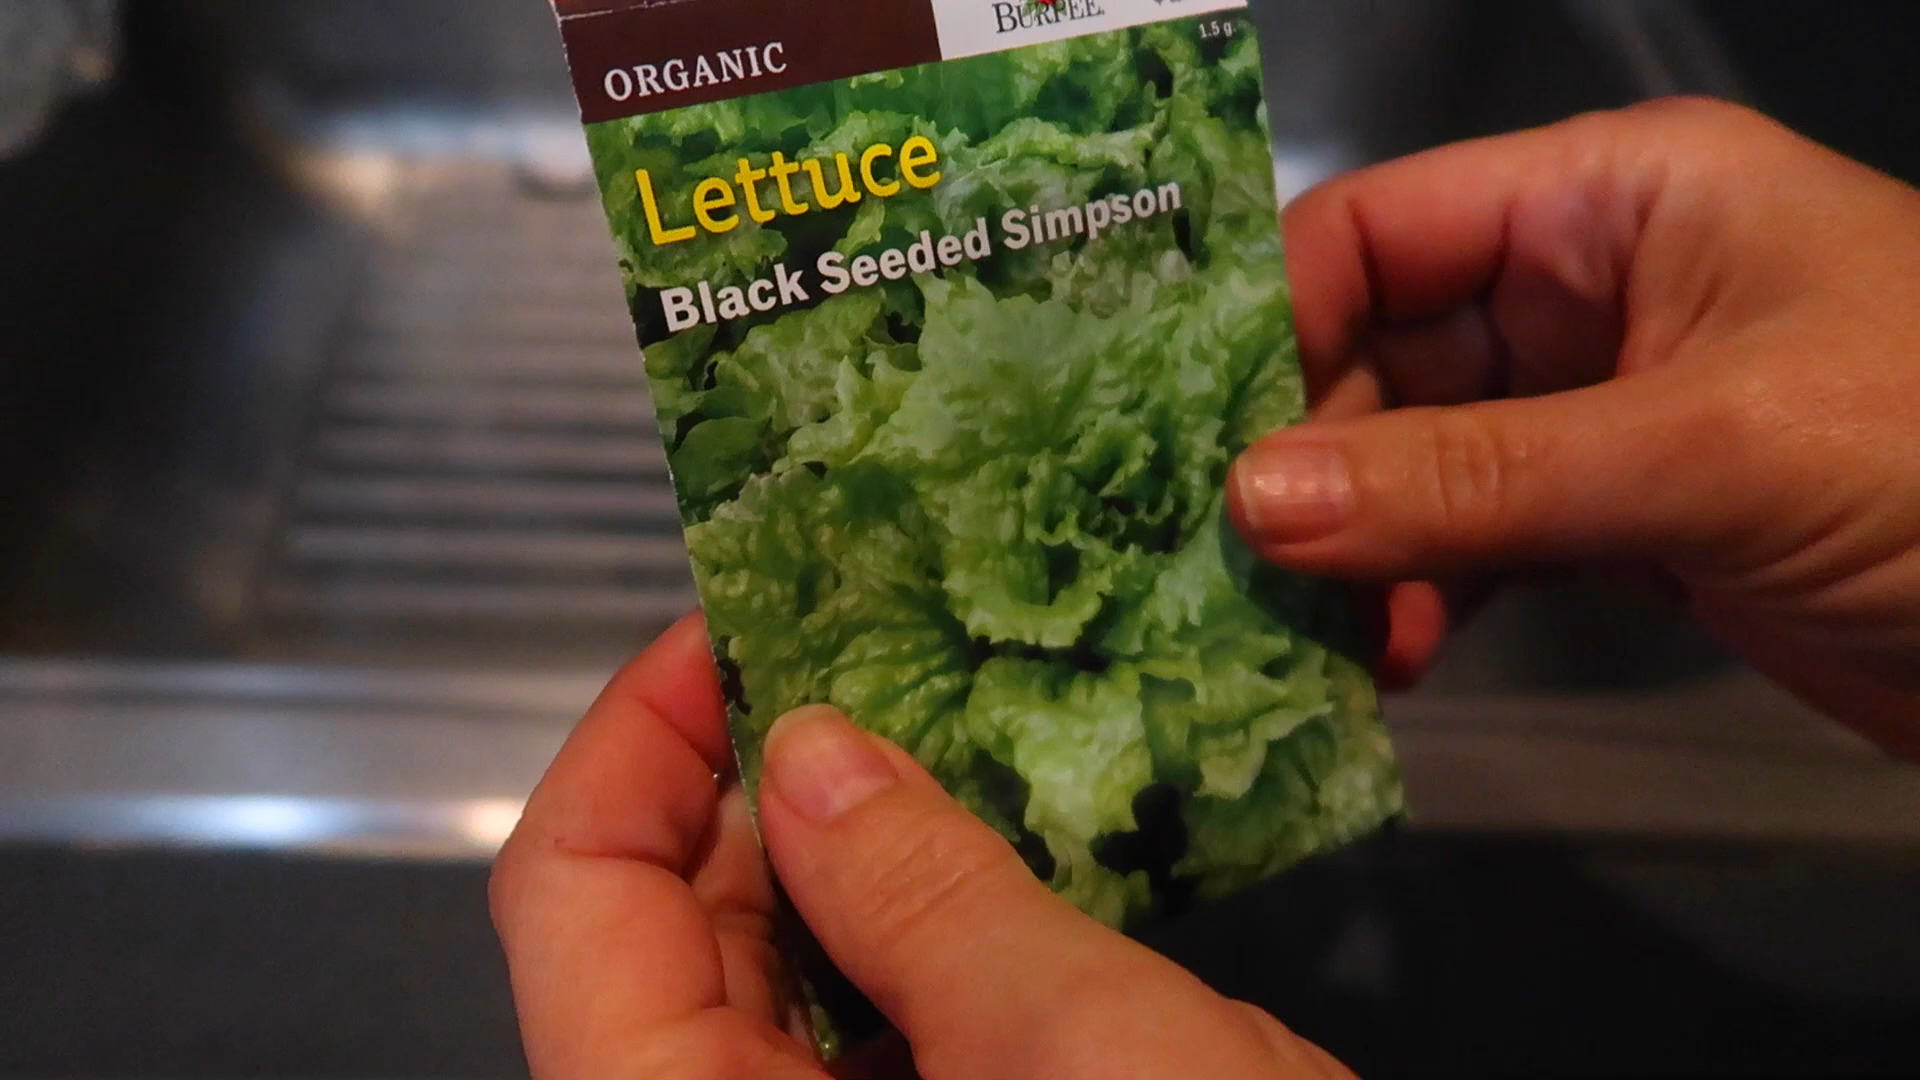 BURPEE
1.5 g.
ORGANIC
Lettuce
Black Seeded Simpson